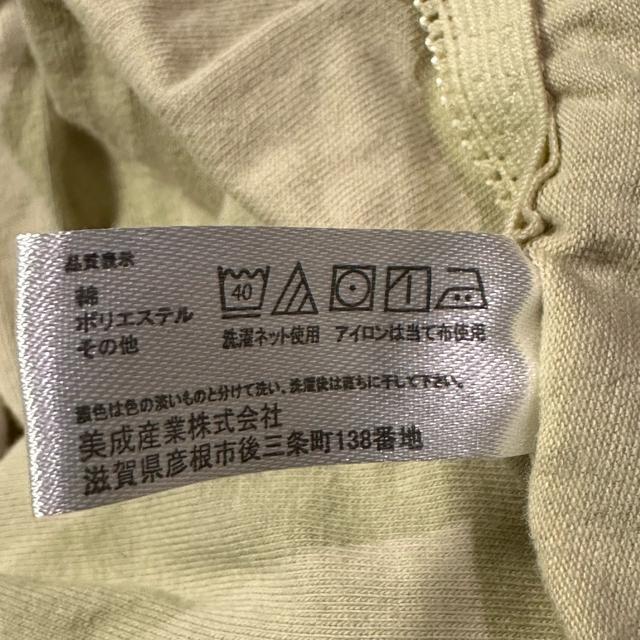 品質表示
綿
ポリエステル
その他
40
洗濯ネット使用 アイロンは当て布使用
濃色は色の淡いものと分けて洗い、洗濯後は直ちに干して下さい。
美成産業株式会社
滋賀県彦根市後三条町138番地